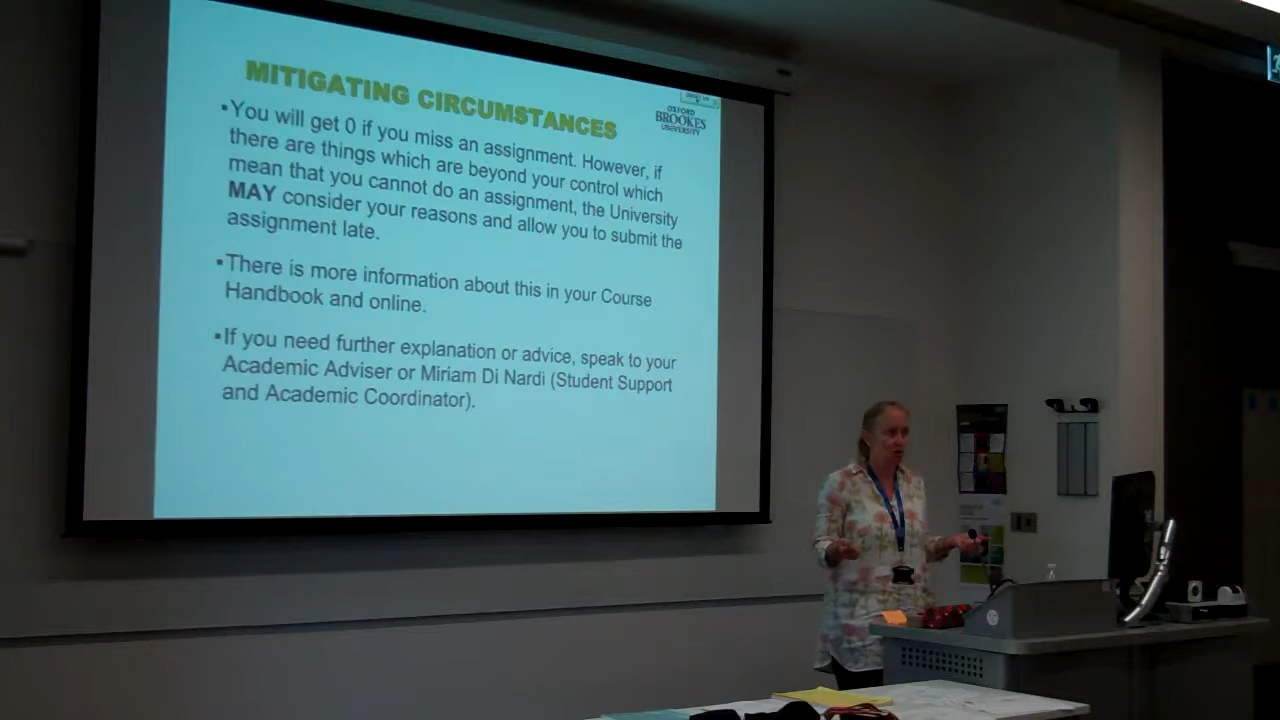 MITIGATING CIRCUMSTANCES
OXFORD
BROOKES
UNIVERSITY
▪You will get 0 if you miss an assignment. However, if
there are things which are beyond your control which
mean that you cannot do an assignment, the University
MAY consider your reasons and allow you to submit the
assignment late.
▪There is more information about this in your Course
Handbook and online.
▪If you need further explanation or advice, speak to your
Academic Adviser or Miriam Di Nardi (Student Support
and Academic Coordinator).